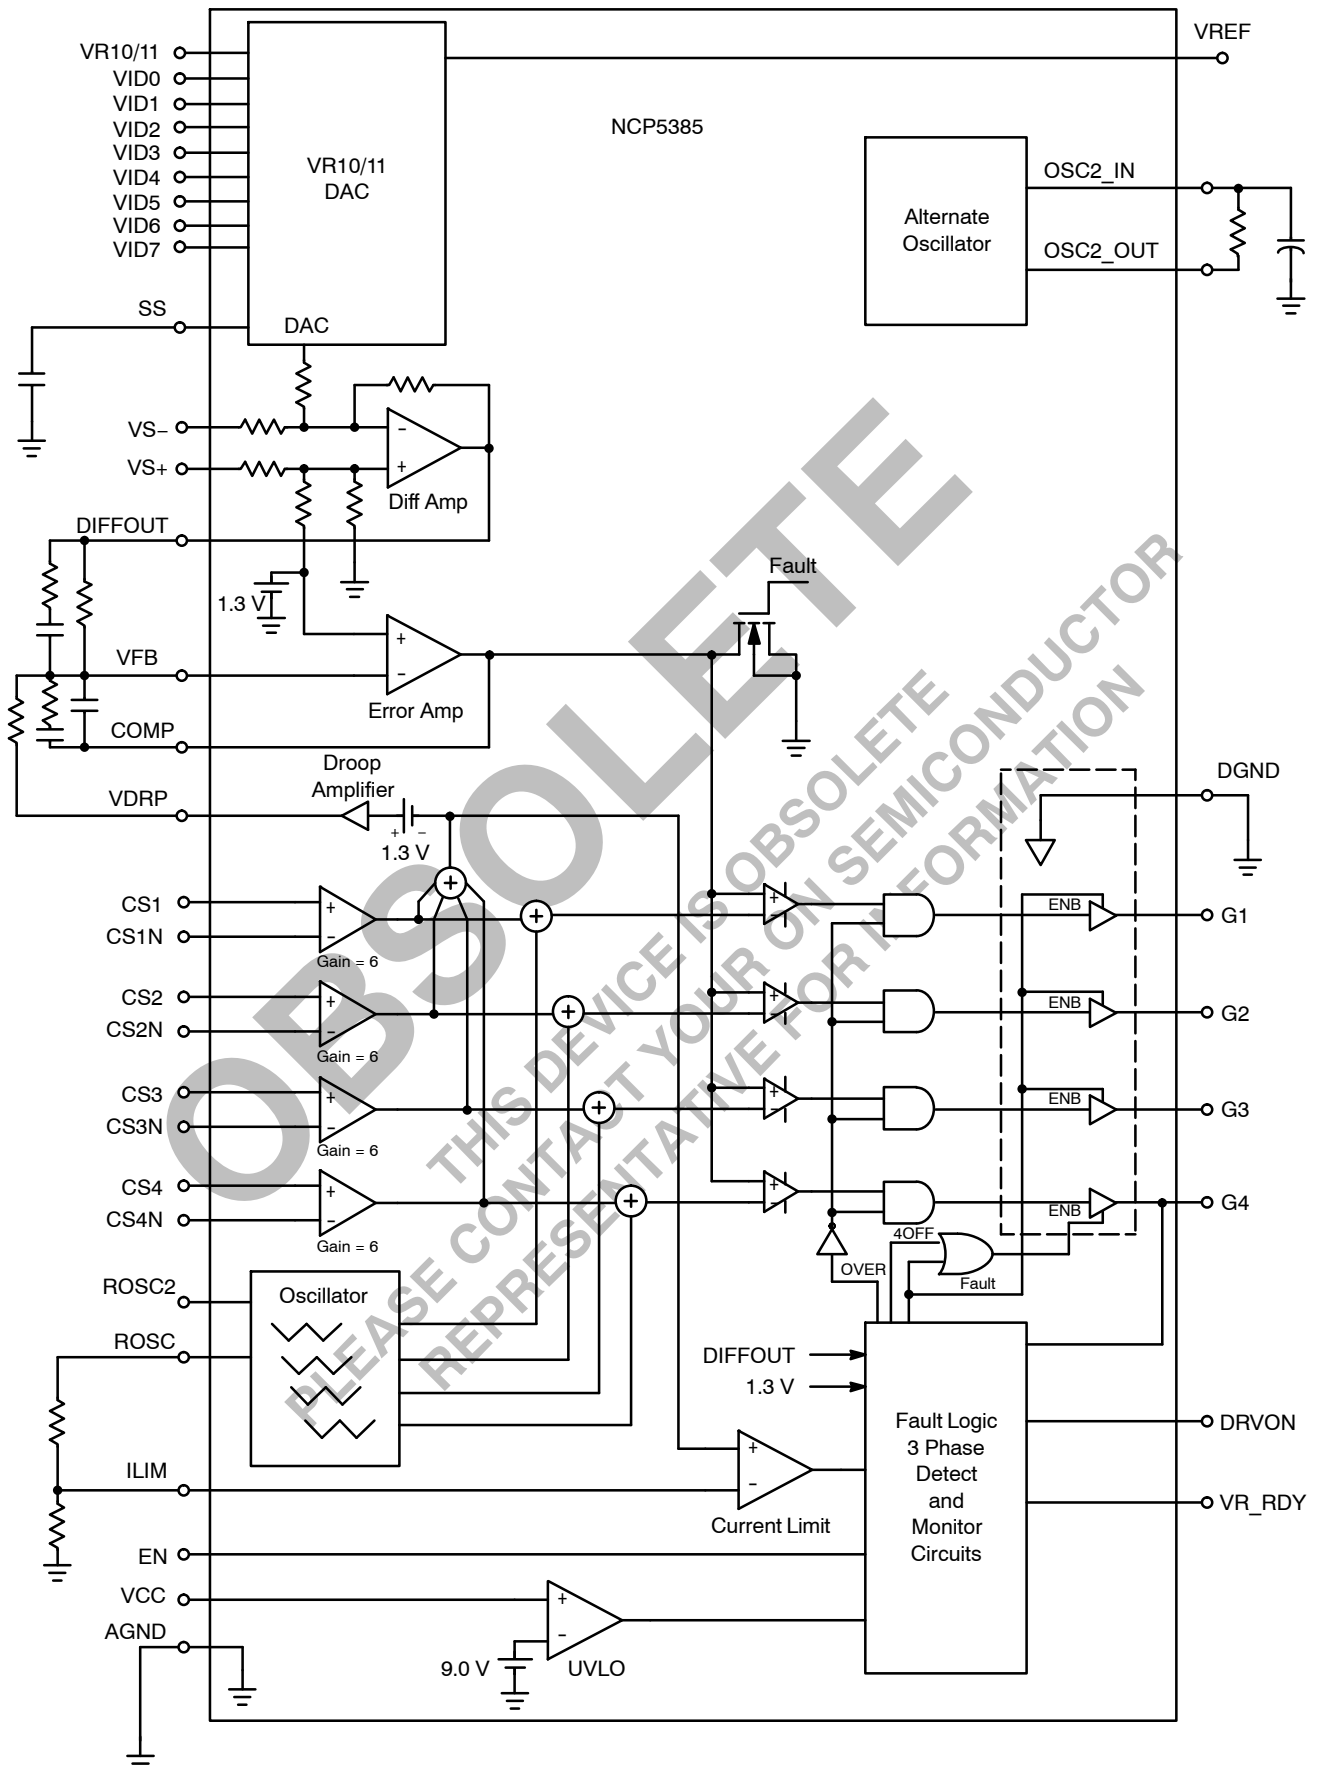 VREF
VR10/11
VID0
VID1
VID2
VID3
VID4
VID5
VID6
VID7
NCP5385
VR10/11
DAC
OSC2_IN
Alternate
Oscillator
OSC2_OUT
SS
DAC
VS−
−
VS+
+
Diff Amp
DIFFOUT
1.3 V
Fault
+
VFB
−
Error Amp
COMP
Droop
Amplifier
VDRP
+ −
1.3 V
DGND
+
CS1
+
CS1N
−
Gain = 6
+
+
−
ENB
G1
CS2
+
CS2N
−
Gain = 6
+
+
−
ENB
G2
CS3
+
CS3N
−
Gain = 6
+
+
−
ENB
G3
CS4
+
CS4N
−
Gain = 6
+
+
−
ENB
G4
4OFF
OVER
Fault
ROSC2
Oscillator
ROSC
DIFFOUT
1.3 V
Fault Logic
3 Phase
Detect
and
Monitor
Circuits
DRVON
VR_RDY
ILIM
+
−
Current Limit
EN
VCC
+
−
AGND
9.0 V
UVLO
OBSOLETE
THIS DEVICE IS OBSOLETE
PLEASE CONTACT YOUR ON SEMICONDUCTOR
REPRESENTATIVE FOR INFORMATION